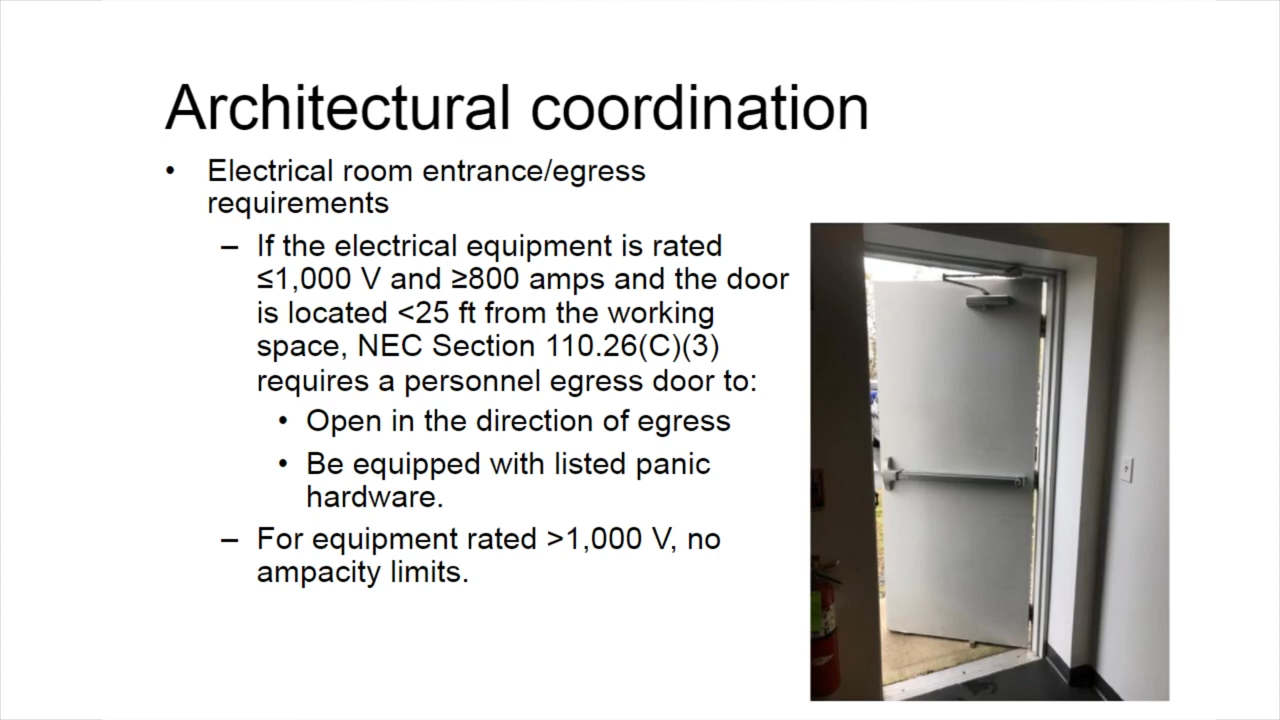 Architectural coordination
• Electrical room entrance/egress
requirements
– If the electrical equipment is rated
≤1,000 V and ≥800 amps and the door
is located <25 ft from the working
space, NEC Section 110.26(C)(3)
requires a personnel egress door to:
• Open in the direction of egress
• Be equipped with listed panic
hardware.
– For equipment rated >1,000 V, no
ampacity limits.